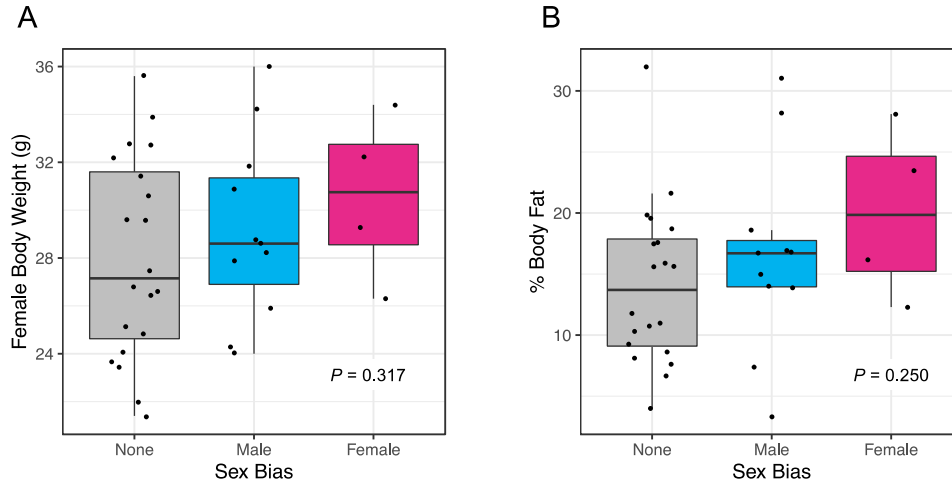 A
Female Body Weight (g)
36
32
28
24
P = 0.317
None
Male
Female
Sex Bias
B
% Body Fat
30
20
10
P = 0.250
None
Male
Female
Sex Bias